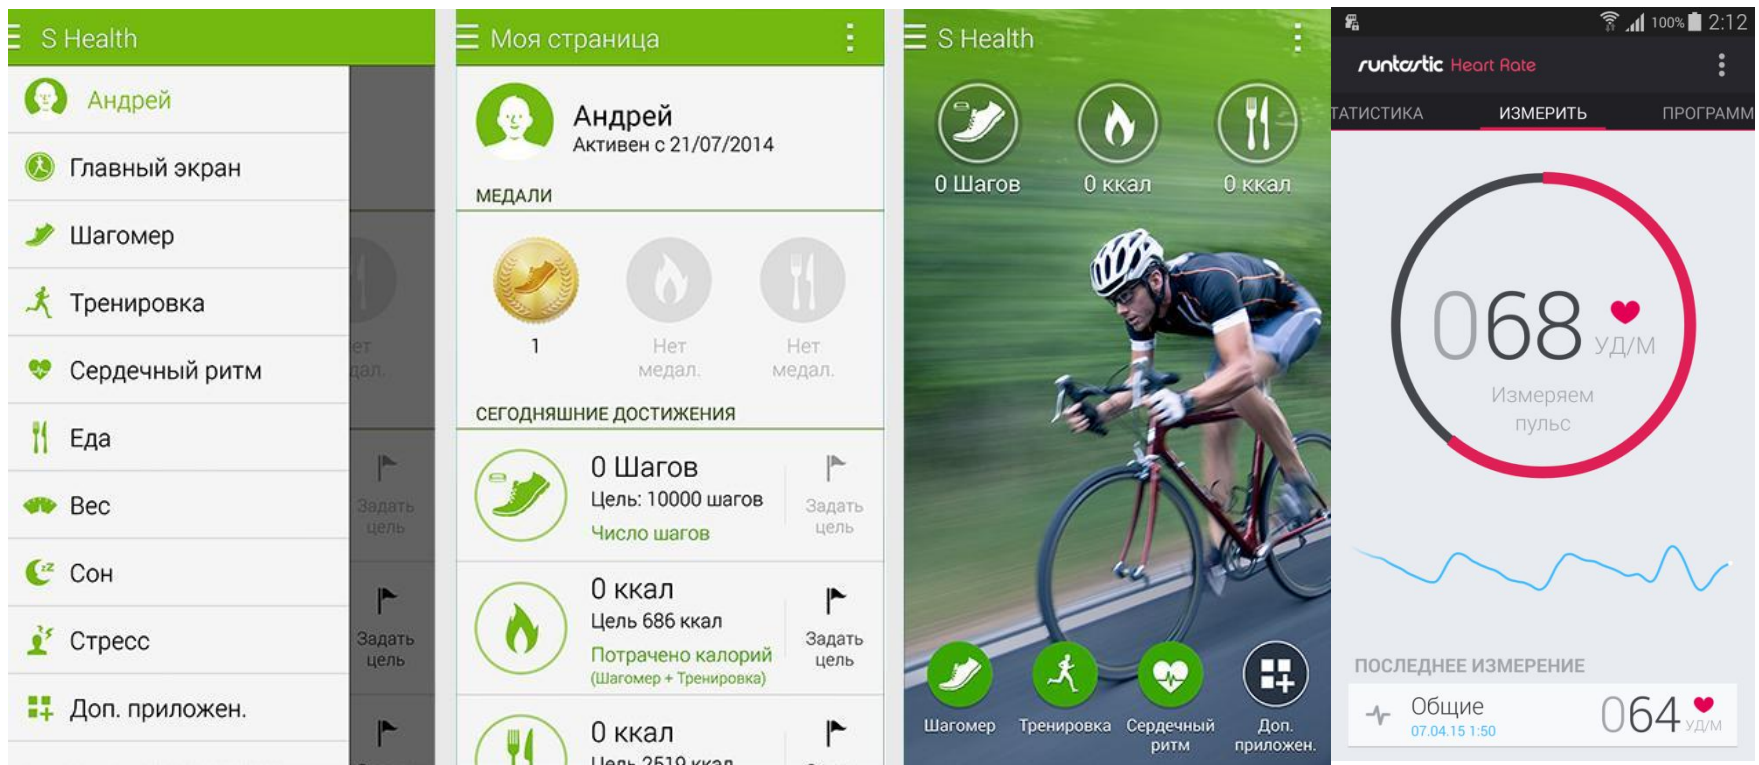 S Health
Андрей
Главный экран
Шагомер
Тренировка
Сердечный ритм
Еда
Вес
Сон
Стресс
Доп. приложен.
Задать
цель
Задать
цель
Моя страница
Андрей
Активен с 21/07/2014
МЕДАЛИ
1
Нет
медал.
Нет
медал.
СЕГОДНЯШНИЕ ДОСТИЖЕНИЯ
0 Шагов
Цель: 10000 шагов
Число шагов
Задать
цель
0 ккал
Цель 686 ккал
Потрачено калорий
(Шагомер + Тренировка)
Задать
цель
0 ккал
Цель 2519 ккал
S Health
0 Шагов
0 ккал
0 ккал
Шагомер
Тренировка
Сердечный
ритм
Доп.
приложен.
100% 2:12
runtastic Heart Rate
ТАТИСТИКА ИЗМЕРИТЬ ПРОГРАММ
068 УД/М
Измеряем
пульс
ПОСЛЕДНЕЕ ИЗМЕРЕНИЕ
Общие
07.04.15 1:50
064 УД/М